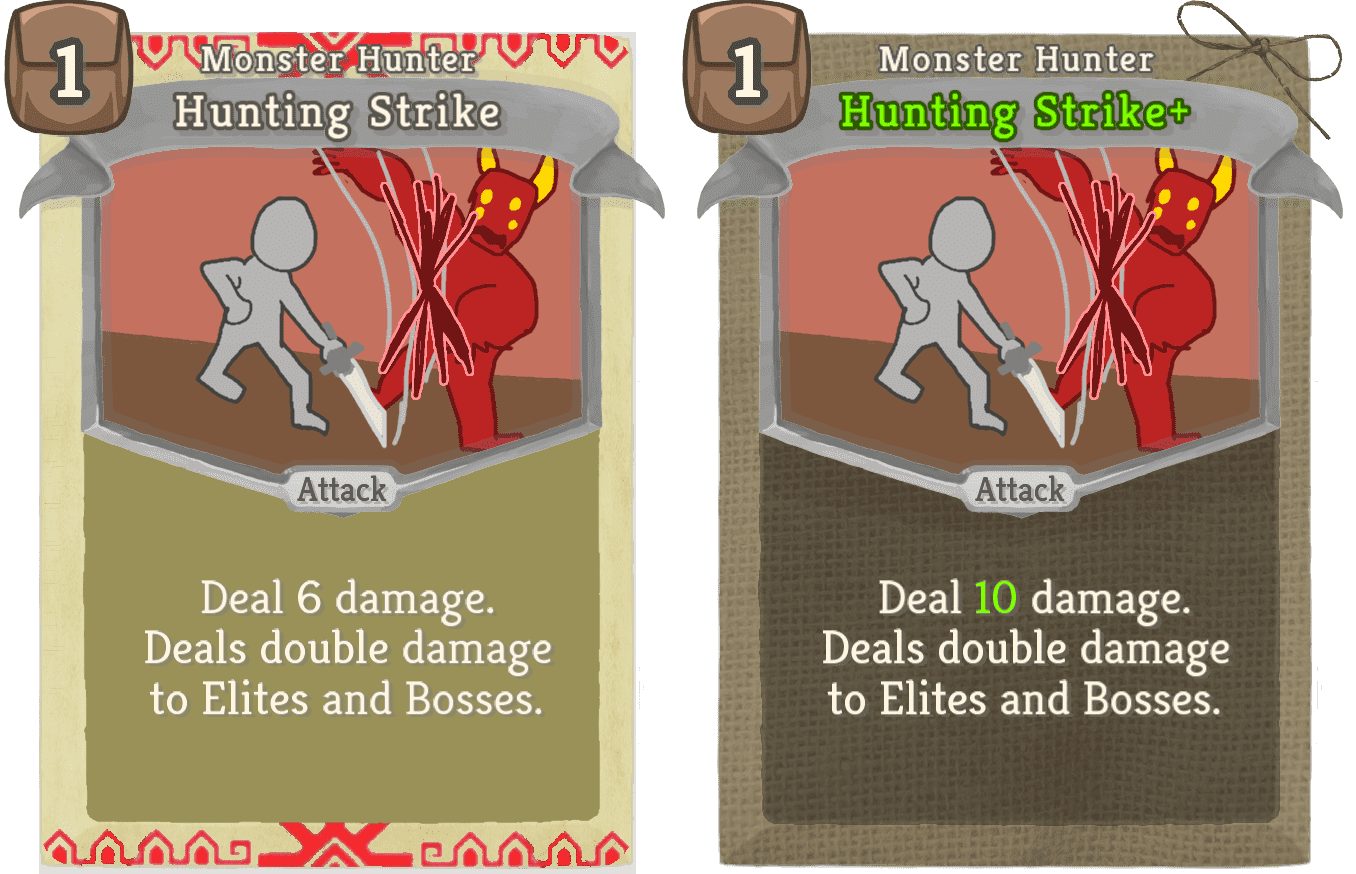 1
Monster Hunter
Hunting Strike
Attack
Deal 6 damage.
Deals double damage
to Elites and Bosses.
1
Monster Hunter
Hunting Strike+
Attack
Deal 10 damage.
Deals double damage
to Elites and Bosses.